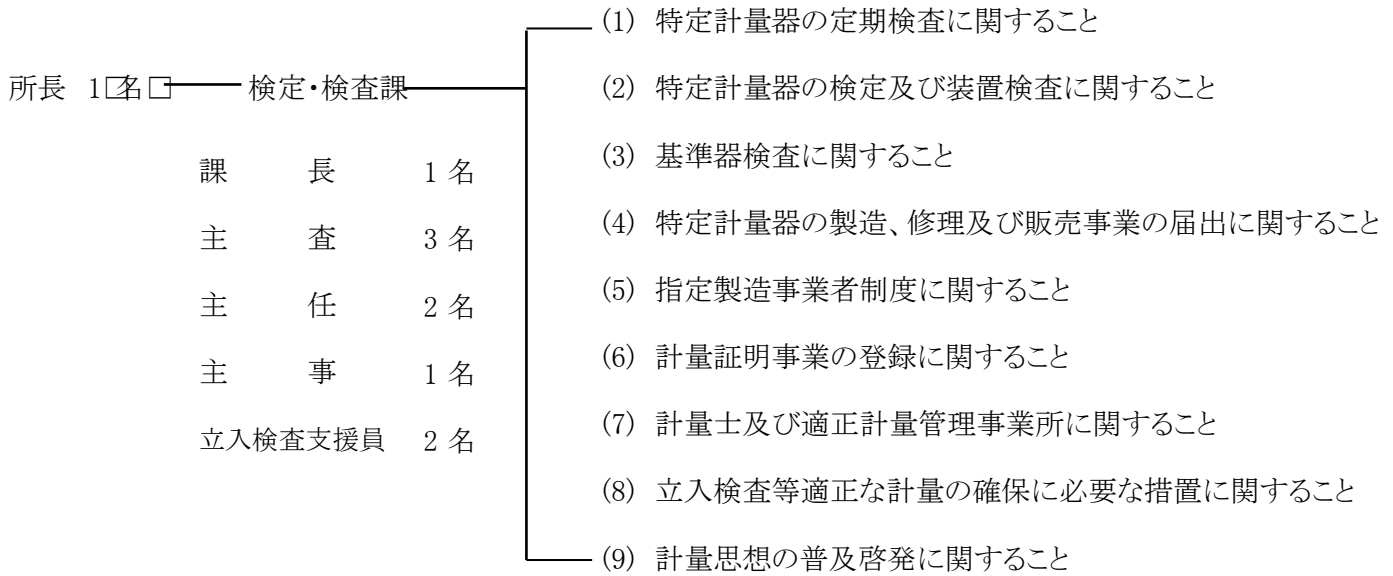 (1) 特定計量器の定期検査に関すること
所長 1□名□ 検定・検査課
(2) 特定計量器の検定及び装置検査に関すること
(3) 基準器検査に関すること
課 長 1 名
(4) 特定計量器の製造、修理及び販売事業の届出に関すること
主 査 3 名
(5) 指定製造事業者制度に関すること
主 任 2 名
(6) 計量証明事業の登録に関すること
主 事 1 名
(7) 計量士及び適正計量管理事業所に関すること
立入検査支援員 2 名
(8) 立入検査等適正な計量の確保に必要な措置に関すること
(9) 計量思想の普及啓発に関すること